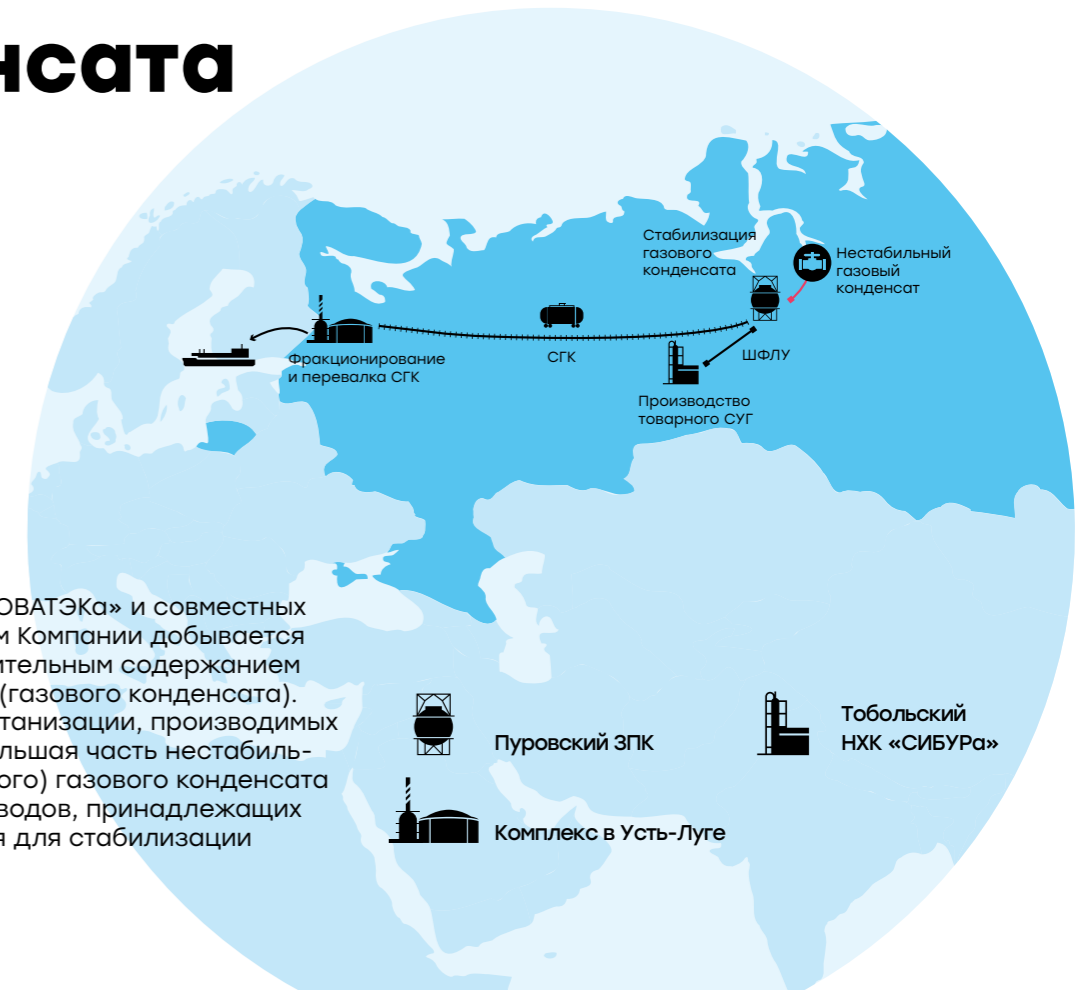 нсата
Стабилизация
газового
конденсата
Нестабильный
газовый
конденсат
Фракционирование
и перевалка СГК
СГК
ШФЛУ
Производство
товарного СУГ
ОВАТЭКа» и совместных
м Компании добывается
ительным содержанием
(газового конденсата).
танизации, производимых
льшая часть нестабиль-
ого) газового конденсата
водов, принадлежащих
я для стабилизации
Пуровский ЗПК
Тобольский
НХК «СИБУРа»
Комплекс в Усть-Луге